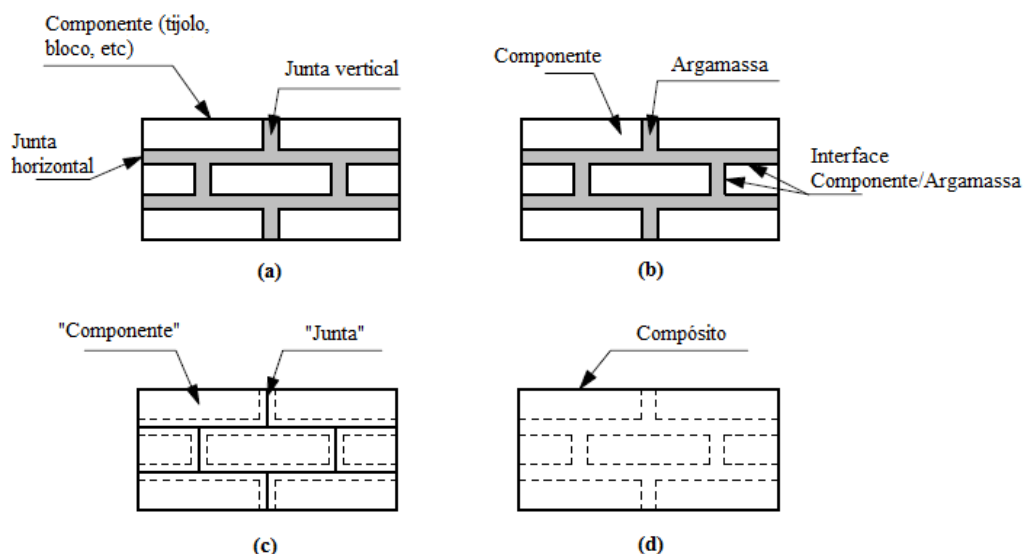 Componente (tijolo,
bloco, etc)
Junta vertical
Junta
horizontal
(a)
Componente
Argamassa
Interface
Componente/Argamassa
(b)
"Componente"
"Junta"
(c)
Compósito
(d)